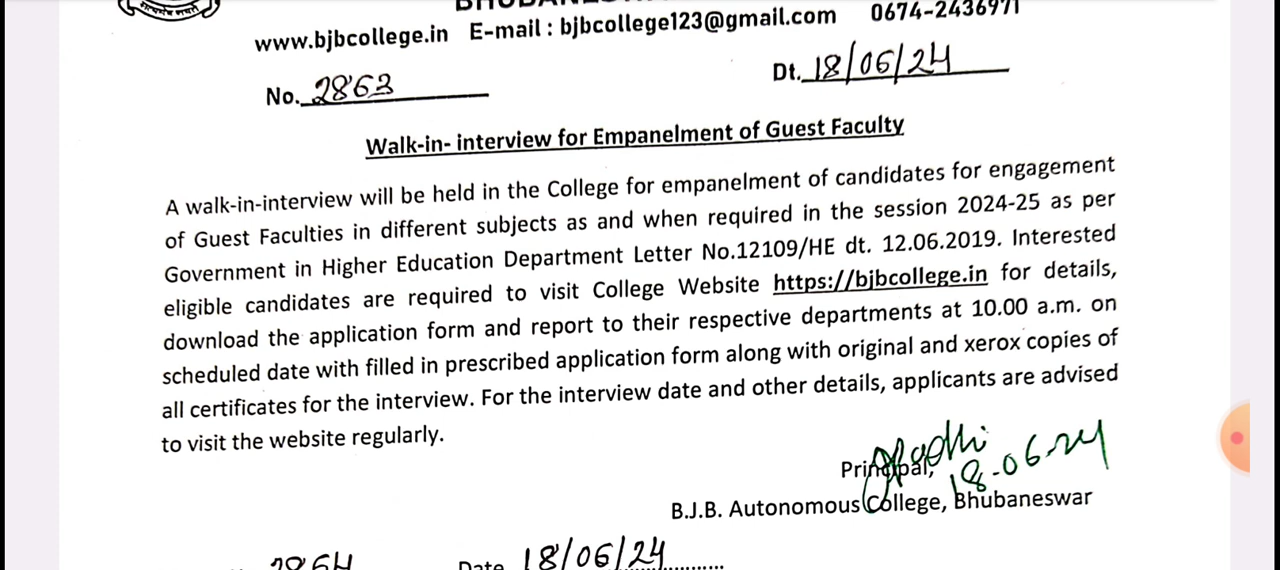 www.bjbcollege.in E-mail : bjbcollege123@gmail.com 0674-2436971
No. 2863 Dt. 18/06/24
Walk-in- interview for Empanelment of Guest Faculty
A walk-in-interview will be held in the College for empanelment of candidates for engagement
of Guest Faculties in different subjects as and when required in the session 2024-25 as per
Government in Higher Education Department Letter No.12109/HE dt. 12.06.2019. Interested
eligible candidates are required to visit College Website https://bjbcollege.in for details,
download the application form and report to their respective departments at 10.00 a.m. on
scheduled date with filled in prescribed application form along with original and xerox copies of
all certificates for the interview. For the interview date and other details, applicants are advised
to visit the website regularly.
18-06-24
Principal,
B.J.B. Autonomous College, Bhubaneswar
2864 Date 18/06/24